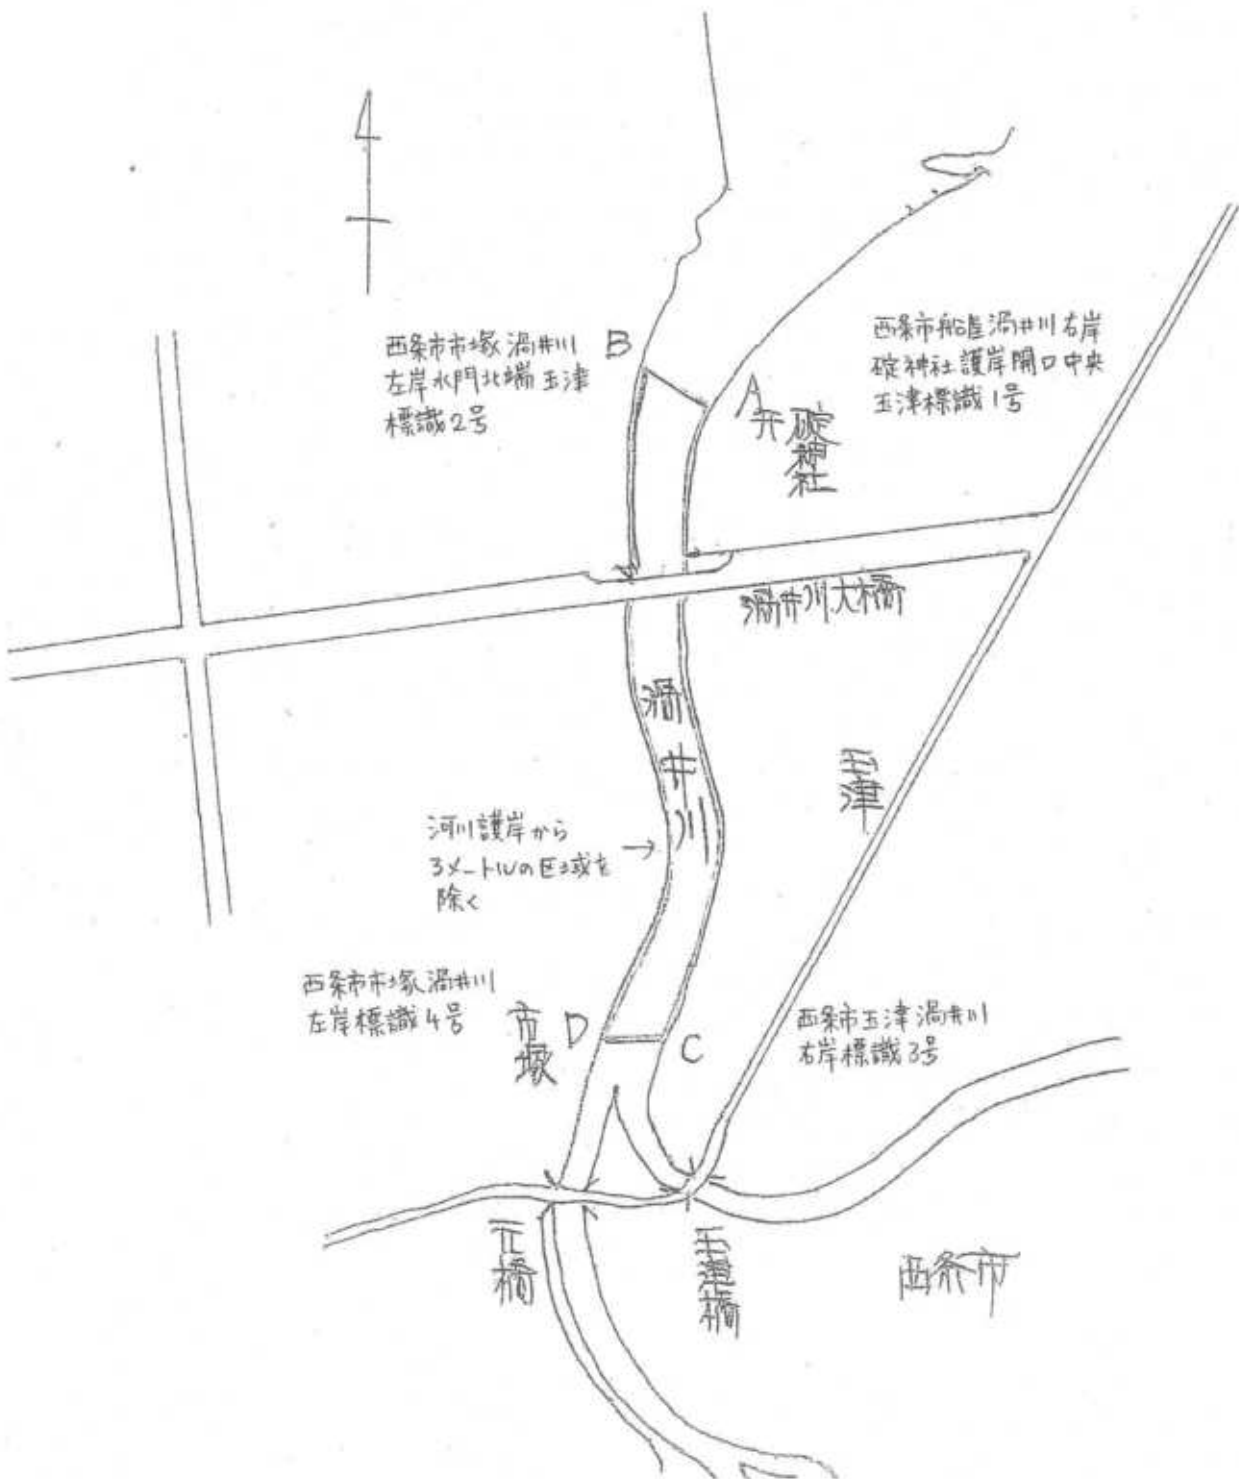 西条市市塚渦井川
左岸水門北端玉津
標識2号
B
西条市船屋渦井川右岸
碇神社護岸開口中央
玉津標識1号
A
碇神社
渦井川大橋
渦井川
玉津
河川護岸から
3メートルの区域を
除く
西条市市塚渦井川
左岸標識4号
市塚
D
C
西条市玉津渦井川
右岸標識3号
玉津橋
西条市